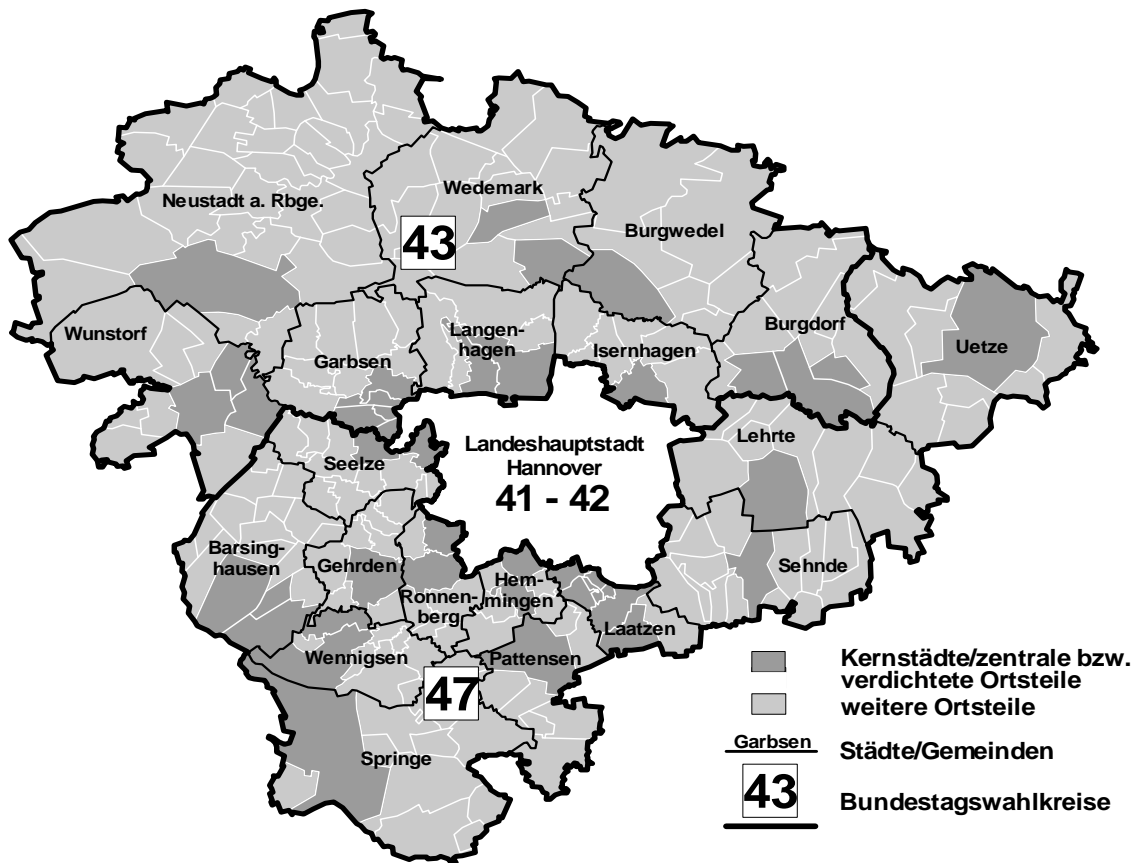 Neustadt a. Rbge.
Wedemark
43
Burgwedel
Wunstorf
Garbsen
Langen-
hagen
Isernhagen
Burgdorf
Uetze
Landeshauptstadt
Hannover
41 - 42
Lehrte
Seelze
Barsing-
hausen
Gehrden
Ronnen-
berg
Hem-
mingen
Laatzen
Sehnde
Wennigsen
47
Pattensen
Springe
Kernstädte/zentrale bzw.
verdichtete Ortsteile
weitere Ortsteile
Garbsen Städte/Gemeinden
43 Bundestagswahlkreise